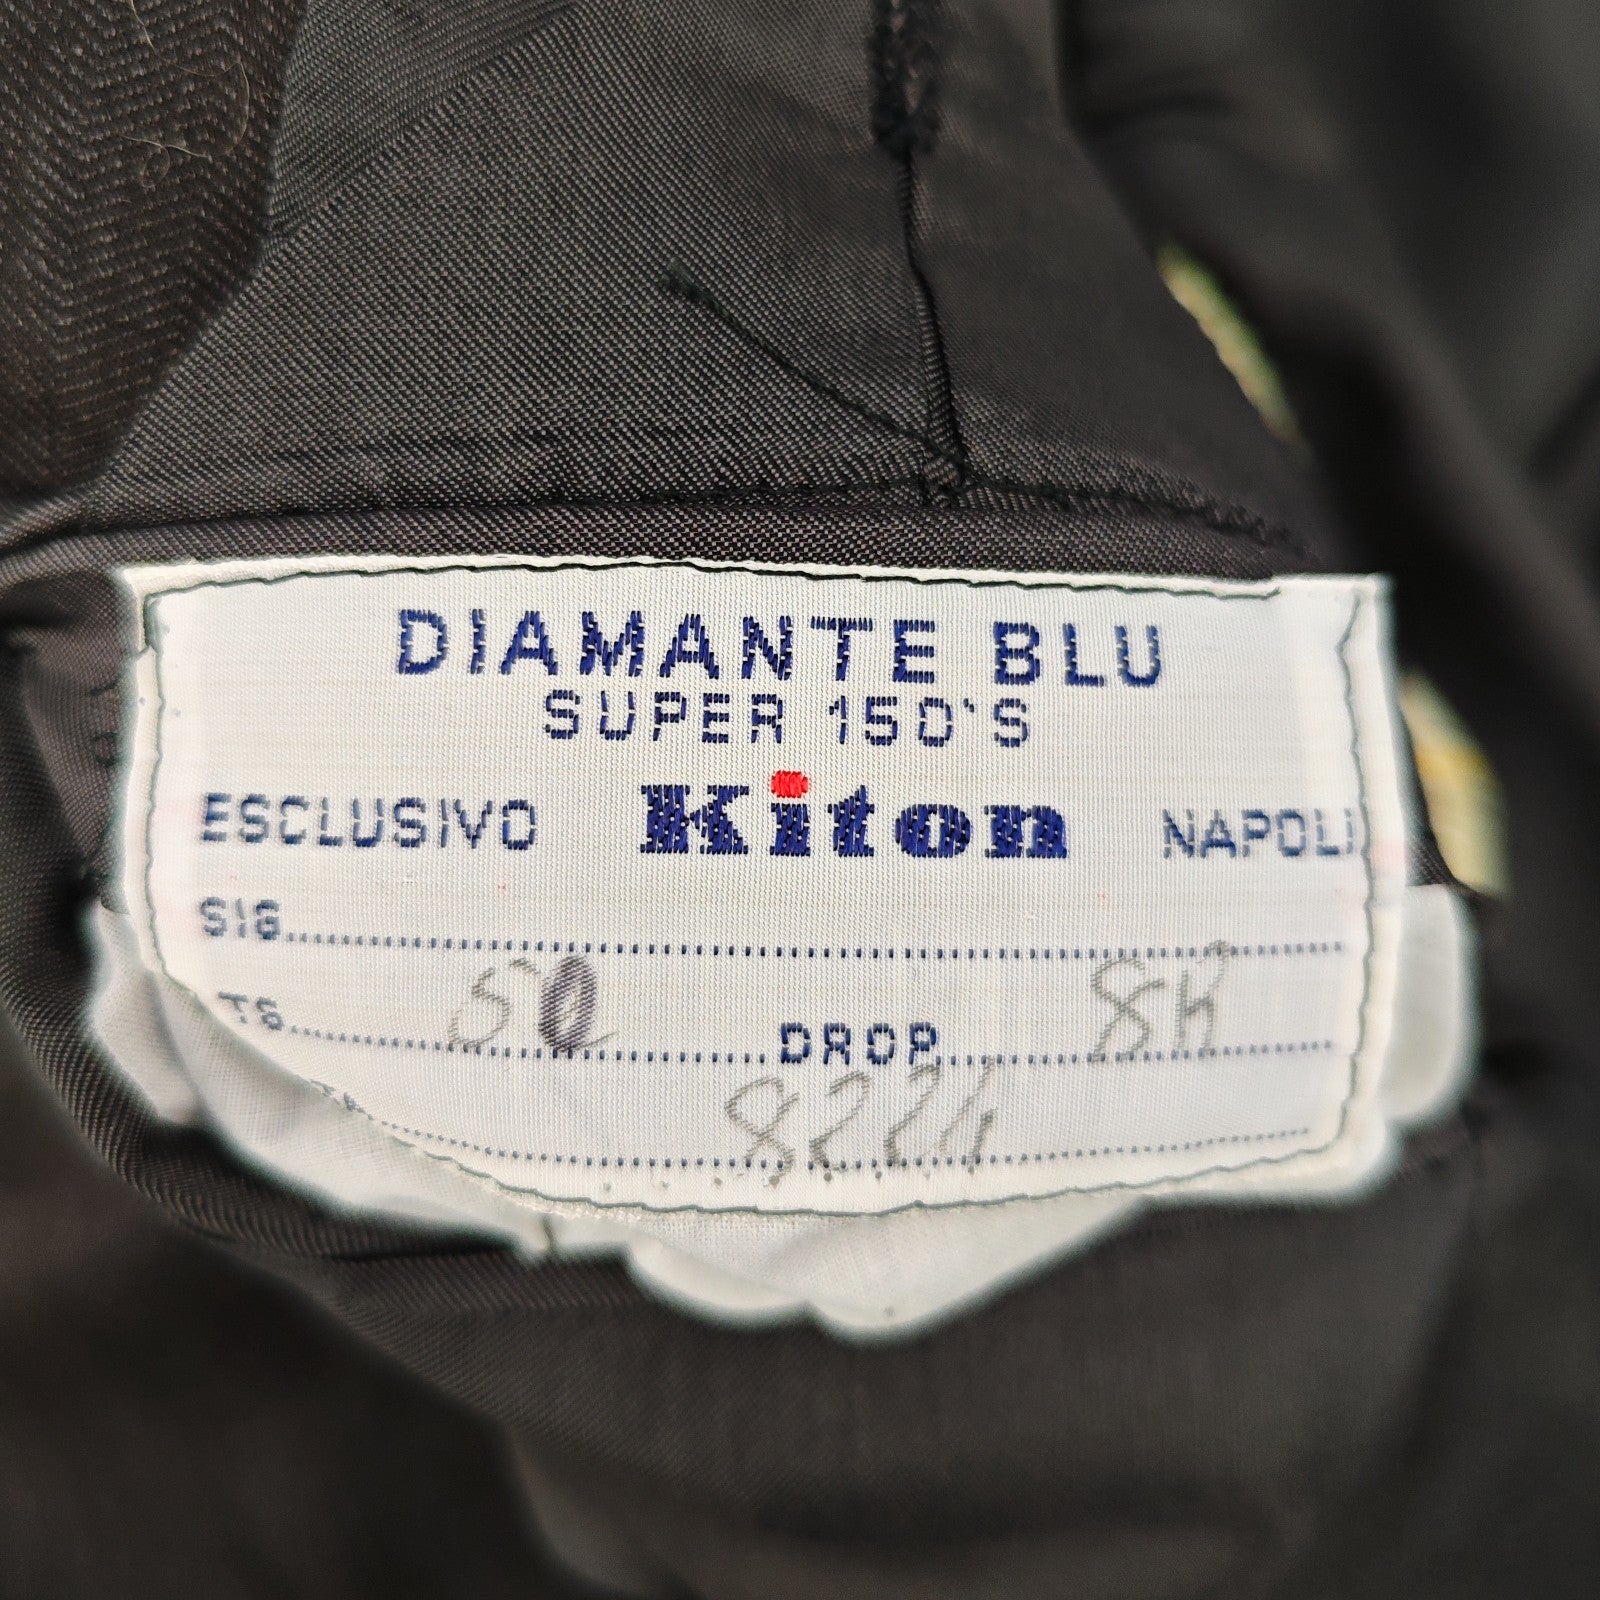 DIAMANTE BLU
SUPER 150'S
ESCLUSIVO Kiton NAPOLI
SIG.
TG. 50 DROP. 8R
8224